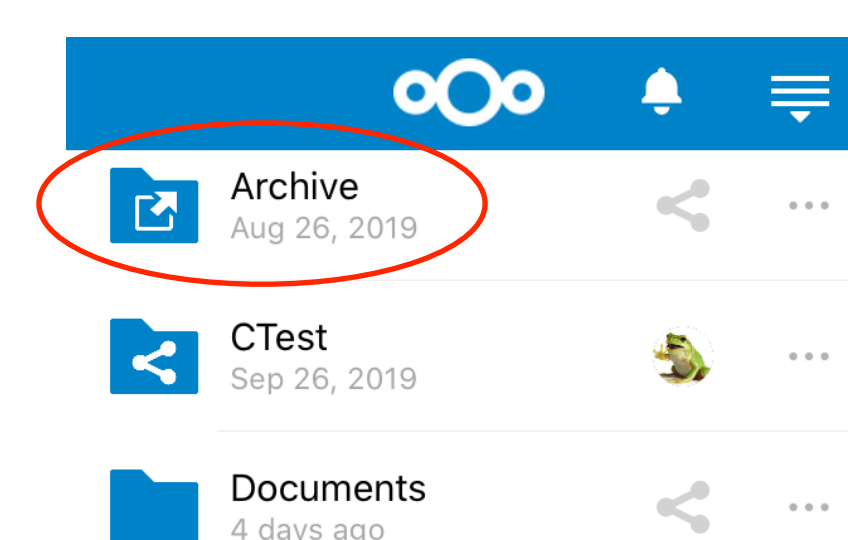 Archive
Aug 26, 2019
CTest
Sep 26, 2019
Documents
4 days ago